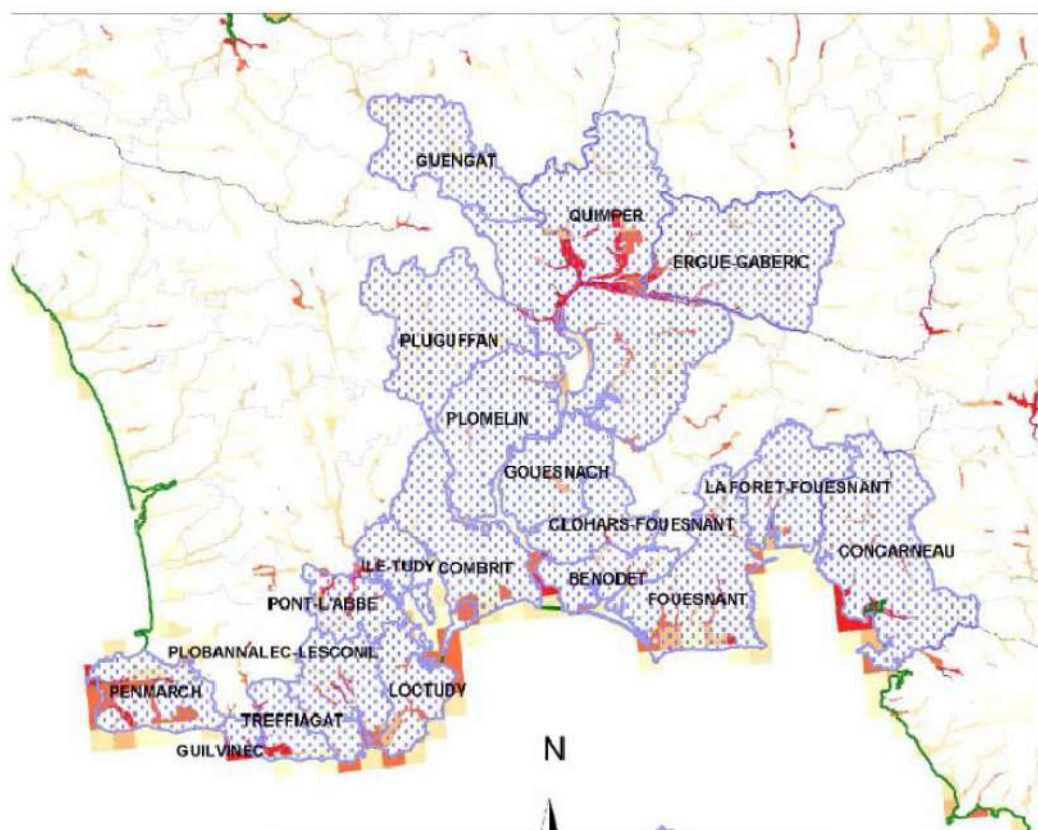 GUENGAT
QUIMPER
ERGUE-GABERIC
PLUGUFFAN
PLOMELIN
GOUESNACH
LA FORET-FOUESNANT
CLOHARS-FOUESNANT
CONCARNEAU
ILE-TUDY
COMBRIT
BENODET
PONT-L'ABBE
FOUESNANT
PLOBANNALEC-LESCONIL
PENMARCH
LOCTUDY
TREFFIAGAT
GUILVINEC
N